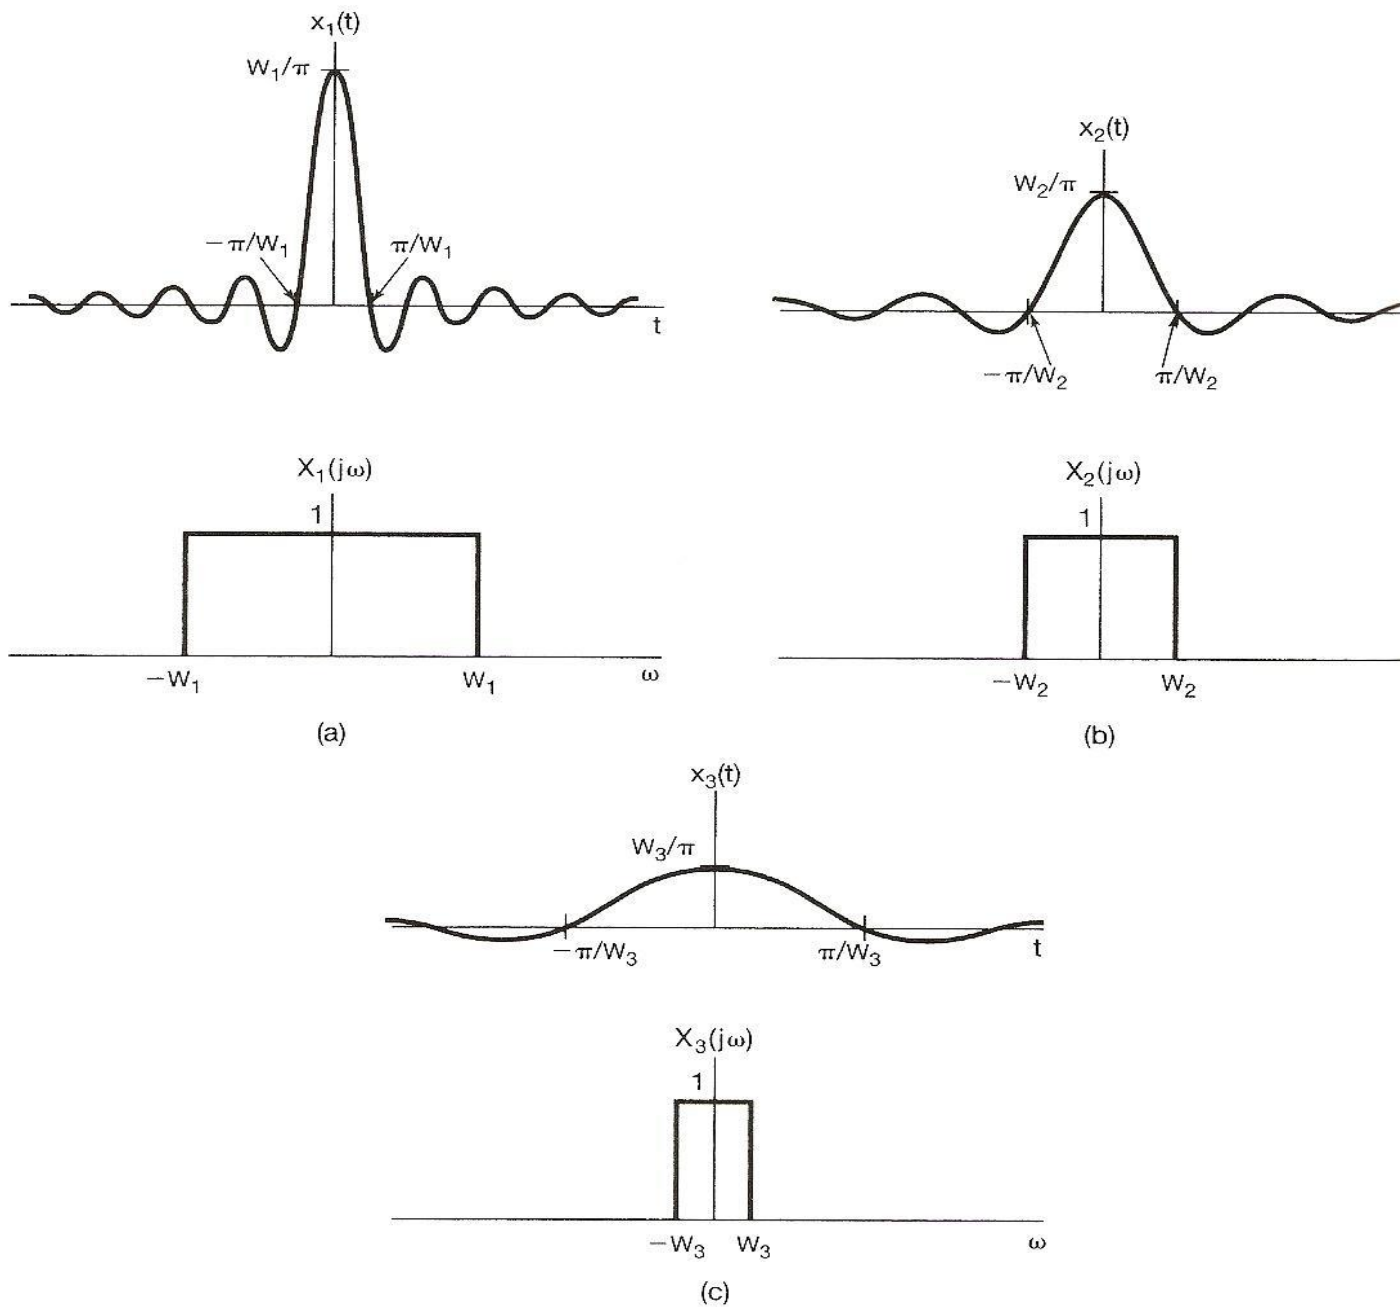 x₁(t)
W₁/π
−π/W₁ π/W₁
t
X₁(jω)
1
−W₁ W₁ ω
(a)
x₂(t)
W₂/π
−π/W₂ π/W₂
X₂(jω)
1
−W₂ W₂
(b)
x₃(t)
W₃/π
−π/W₃ π/W₃ t
X₃(jω)
1
−W₃ W₃ ω
(c)